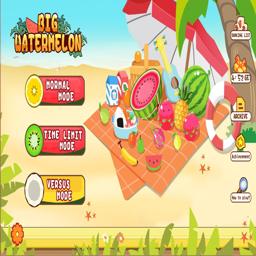 BIG
WATERMELON
RANKING LIST
NORMAL
MODE
ARCHIVE
TIME LIMIT
MODE
Achievement
VERSUS
MODE
How to play?